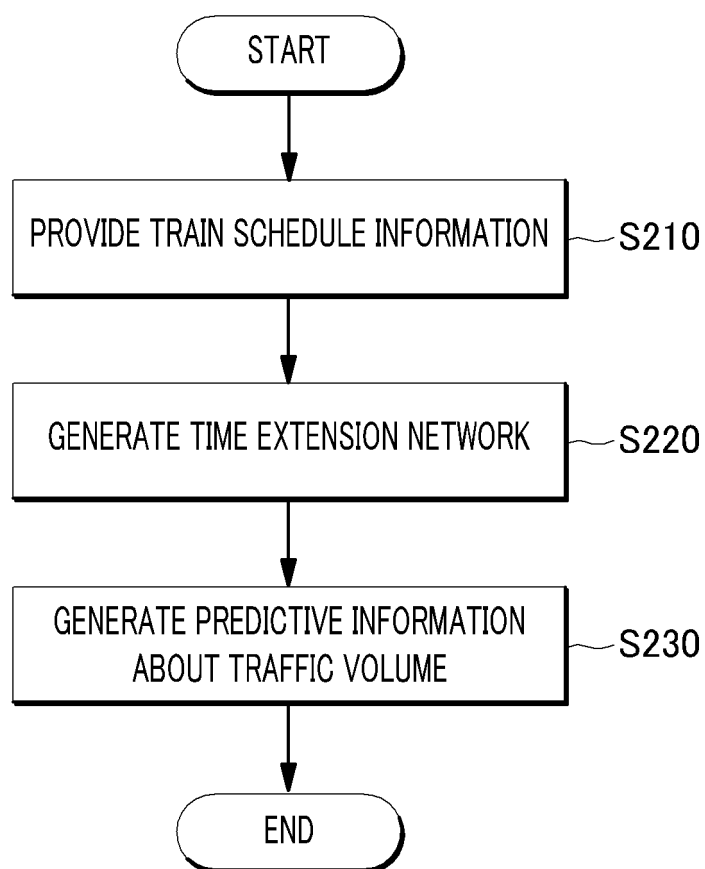 START
PROVIDE TRAIN SCHEDULE INFORMATION
S210
GENERATE TIME EXTENSION NETWORK
S220
GENERATE PREDICTIVE INFORMATION
ABOUT TRAFFIC VOLUME
S230
END